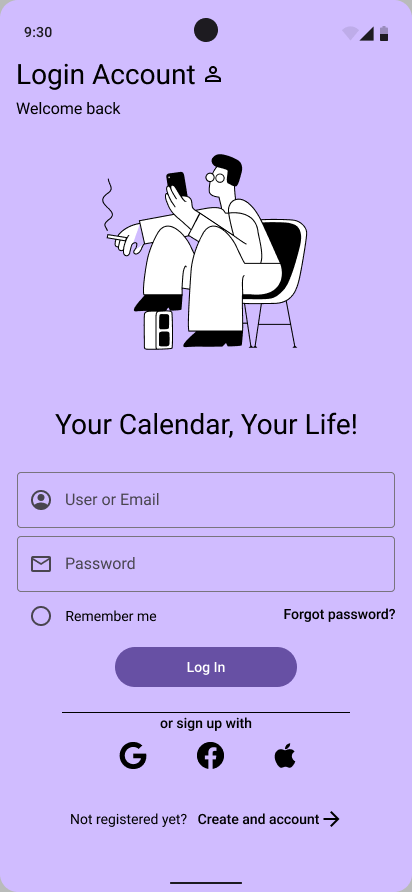 9:30
Login Account
Welcome back
Your Calendar, Your Life!
User or Email
Password
Remember me
Forgot password?
Log In
or sign up with
Not registered yet? Create and account